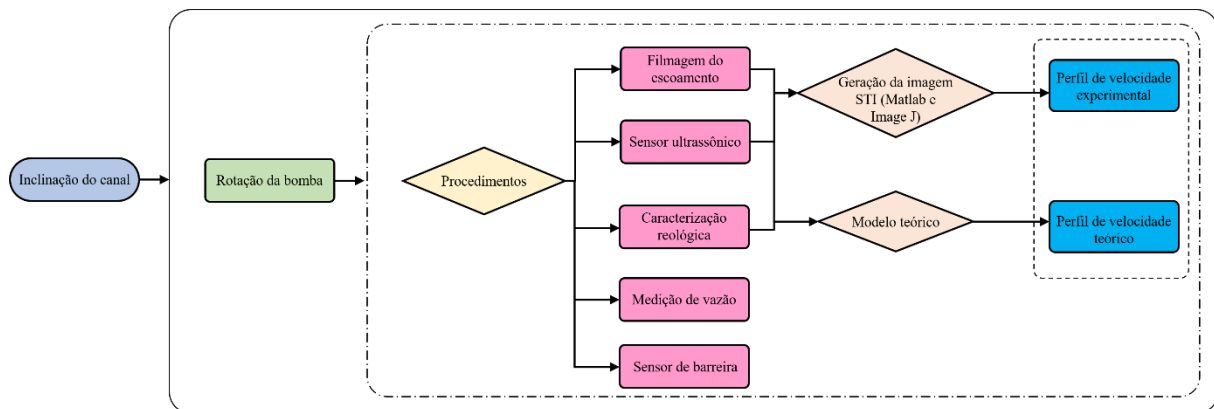 Inclinação do canal
Rotação da bomba
Procedimentos
Filmagem do
escoamento
Sensor ultrassônico
Caracterização
reológica
Medição de vazão
Sensor de barreira
Geração da imagem
STI (Matlab e
Image J)
Modelo teórico
Perfil de velocidade
experimental
Perfil de velocidade
teórico